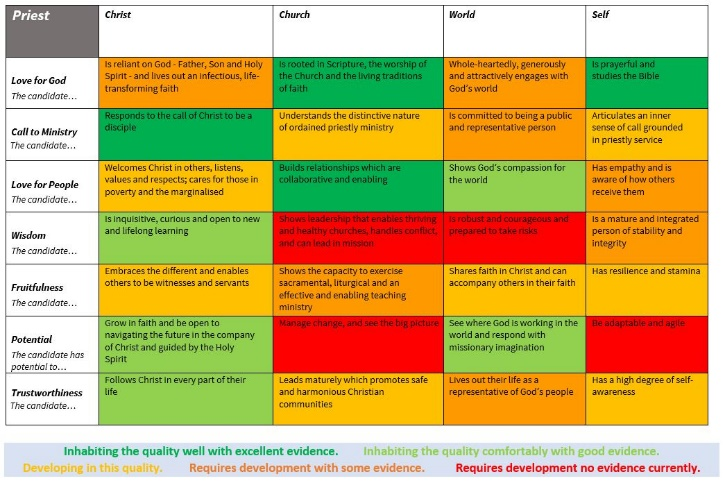 Priest
Christ
Church
World
Self
Love for God
The candidate…
Is reliant on God - Father, Son and Holy
Spirit - and lives out an infectious, life-
transforming faith
Is rooted in Scripture, the worship of
the Church and the living traditions
of faith
Whole-heartedly, generously
and attractively engages with
God's world
Is prayerful and
studies the Bible
Call to Ministry
The candidate…
Responds to the call of Christ to be a
disciple
Understands the distinctive nature
of ordained priestly ministry
Is committed to being a public
and representative person
Articulates an inner
sense of call grounded
in priestly service
Love for People
The candidate…
Welcomes Christ in others, listens,
values and respects; cares for those in
poverty and the marginalised
Builds relationships which are
collaborative and enabling
Shows God's compassion for
the world
Has empathy and is
aware of how others
receive them
Wisdom
The candidate…
Is inquisitive, curious and open to new
and lifelong learning
Shows leadership that enables thriving
and healthy churches, handles conflict,
and can lead in mission
Is robust and courageous and
prepared to take risks
Is a mature and integrated
person of stability and
integrity
Fruitfulness
The candidate…
Embraces the different and enables
others to be witnesses and servants
Shows the capacity to exercise
sacramental, liturgical and an
effective and enabling teaching
ministry
Shares faith in Christ and can
accompany others in their faith
Has resilience and stamina
Potential
The candidate has
potential to…
Grow in faith and be open to
navigating the future in the company
of Christ and guided by the Holy
Spirit
Manage change, and see the big picture
See where God is working in the
world and respond with
missionary imagination
Be adaptable and agile
Trustworthiness
The candidate…
Follows Christ in every part of their
life
Leads maturely which promotes safe
and harmonious Christian
communities
Lives out their life as a
representative of God's people
Has a high degree of self-
awareness
Inhabiting the quality well with excellent evidence. Inhabiting the quality comfortably with good evidence.
Developing in this quality. Requires development with some evidence. Requires development no evidence currently.